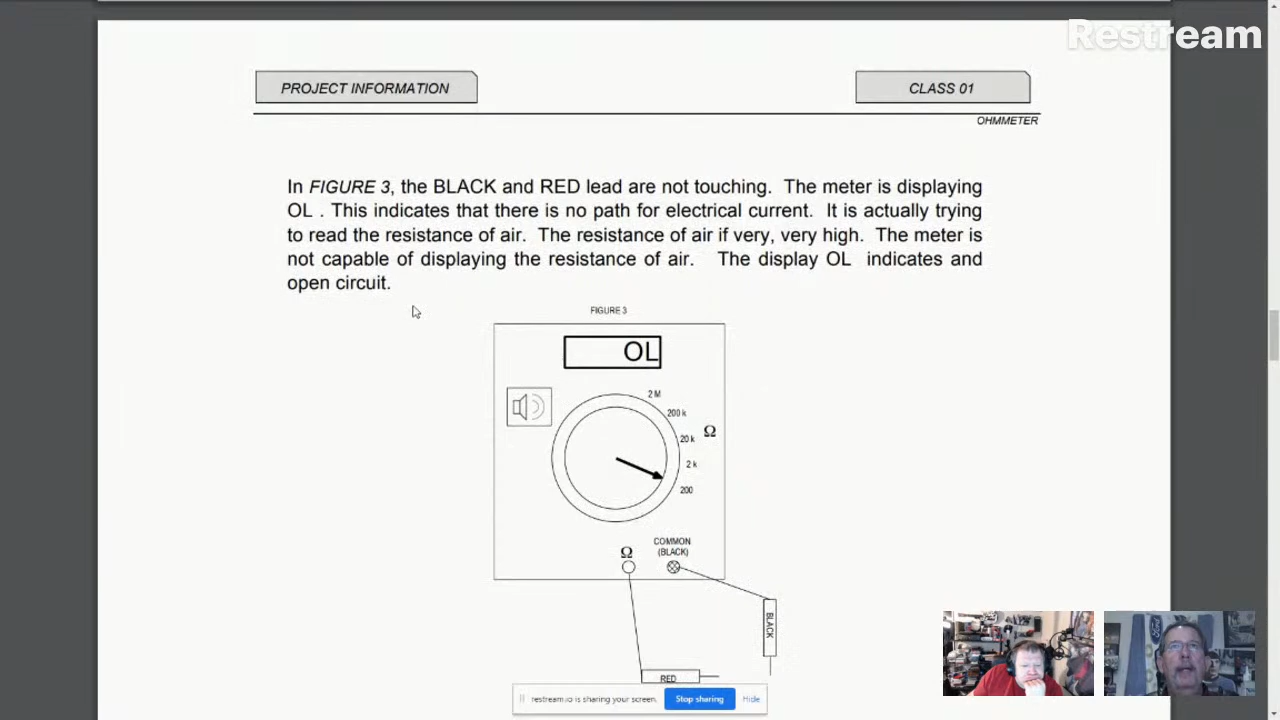 Restream
PROJECT INFORMATION
CLASS 01
OHMMETER
In FIGURE 3, the BLACK and RED lead are not touching. The meter is displaying
OL . This indicates that there is no path for electrical current. It is actually trying
to read the resistance of air. The resistance of air if very, very high. The meter is
not capable of displaying the resistance of air. The display OL indicates and
open circuit.
FIGURE 3
OL
2 M
200 k
20 k
Ω
2 k
200
Ω
COMMON
(BLACK)
BLACK
RED
restream.io is sharing your screen.
Stop sharing
Hide
Ford